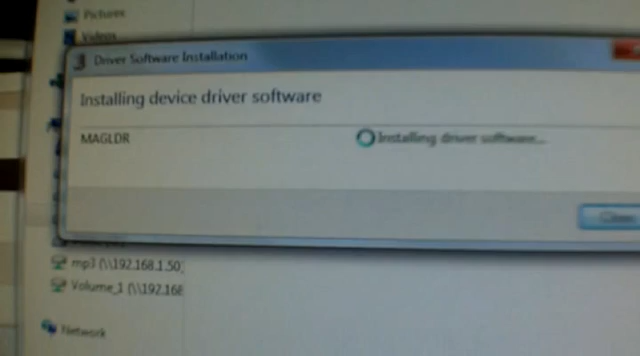 Pictures
Videos
Driver Software Installation
Installing device driver software
MAGLDR
Installing driver software...
Close
mp3 (\\192.168.1.50)
Volume_1 (\\192.168
Network